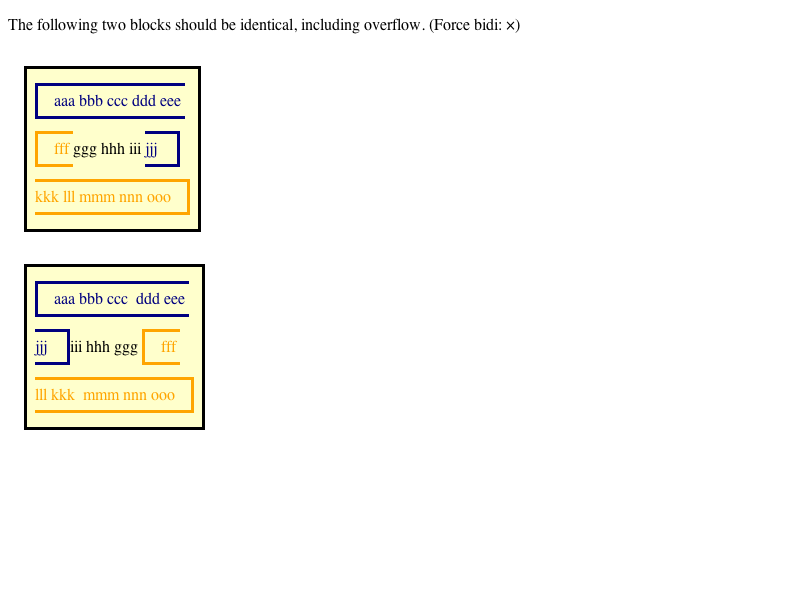 The following two blocks should be identical, including overflow. (Force bidi: ×)
aaa bbb ccc ddd eee
fff ggg hhh iii jjj
kkk lll mmm nnn ooo
aaa bbb ccc  ddd eee
jjj iii hhh ggg fff
lll kkk  mmm nnn ooo